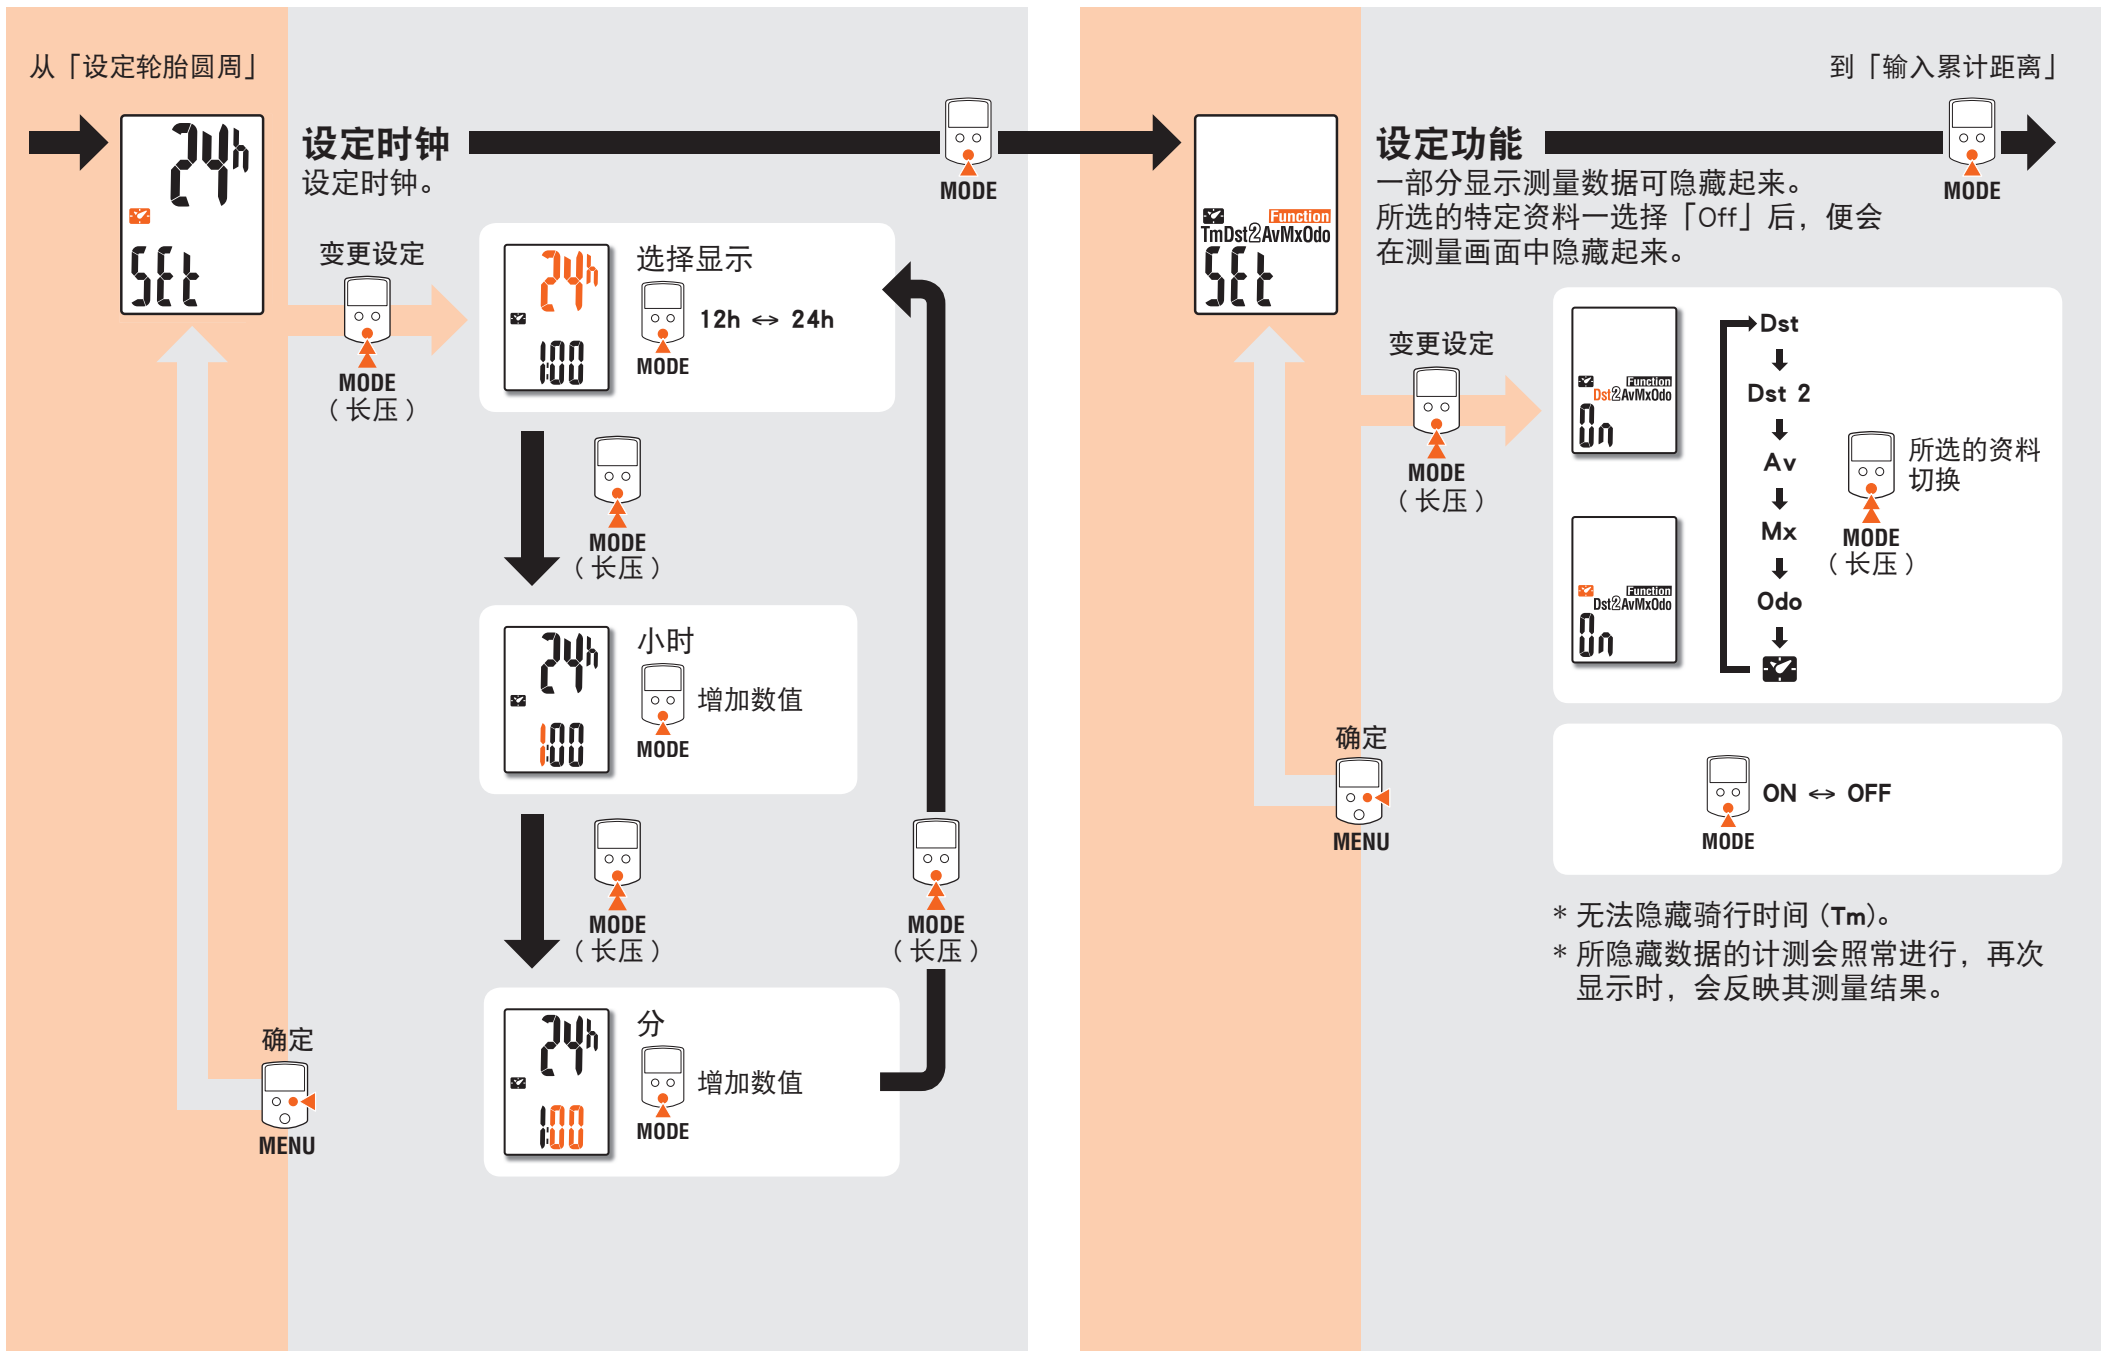 从「设定轮胎圆周」
24h
SEt
设定时钟
设定时钟。
MODE
变更设定
MODE
（长压）
24h
1:00
选择显示
12h ↔ 24h
MODE
MODE
（长压）
24h
1:00
小时
增加数值
MODE
MODE
（长压）
MODE
（长压）
24h
1:00
分
增加数值
MODE
确定
MENU
到「输入累计距离」
Function
TmDst2AvMxOdo
SEt
设定功能
MODE
一部分显示测量数据可隐藏起来。
所选的特定资料一选择「Off」后，便会
在测量画面中隐藏起来。
变更设定
MODE
（长压）
Function
Dst2AvMxOdo
On
Function
Dst2AvMxOdo
On
Dst
Dst 2
Av
Mx
Odo
所选的资料
切换
MODE
（长压）
确定
MENU
ON ↔ OFF
MODE
* 无法隐藏骑行时间 (Tm)。
* 所隐藏数据的计测会照常进行，再次
显示时，会反映其测量结果。